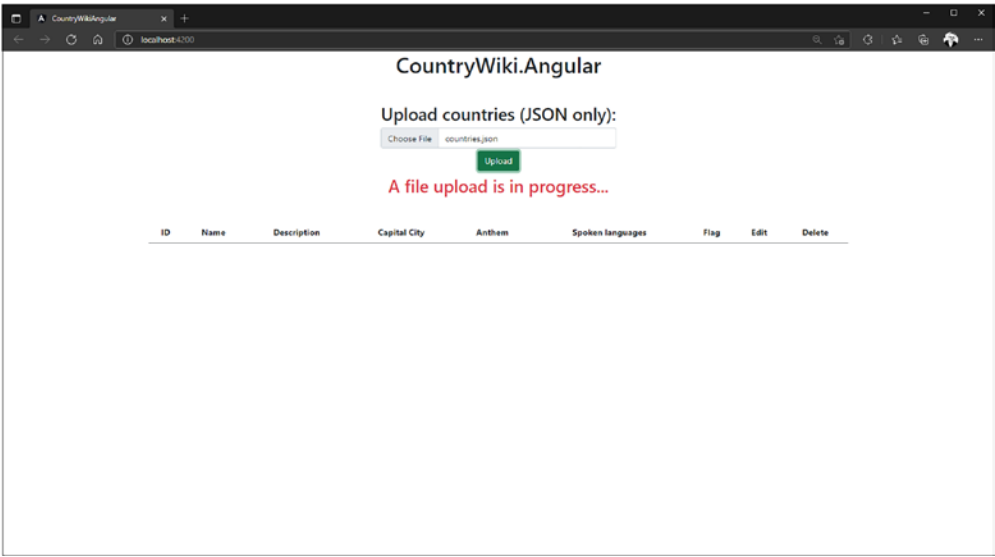 CountryWikiAngular
localhost:4200
CountryWiki.Angular
Upload countries (JSON only):
Choose File countries.json
Upload
A file upload is in progress...
ID Name Description Capital City Anthem Spoken languages Flag Edit Delete